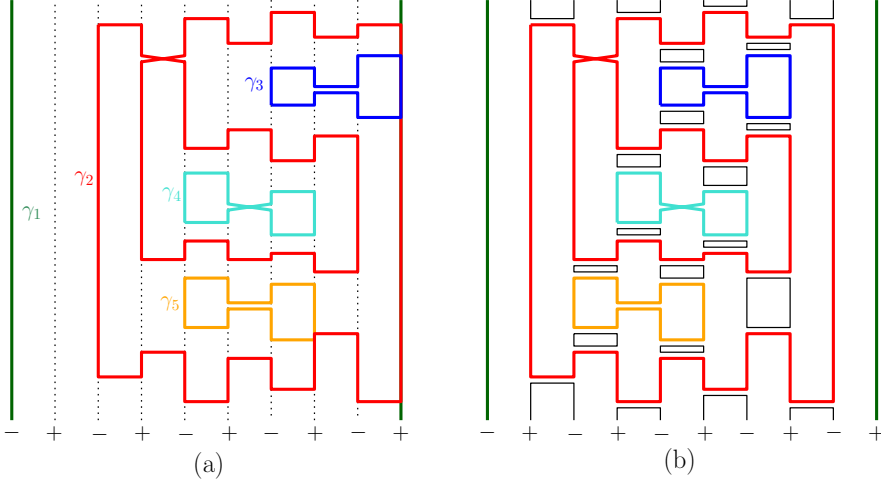 γ₃
γ₂
γ₄
γ₁
γ₅
− + − + − + − + − +
− + − + − + − + − +
(a)
(b)